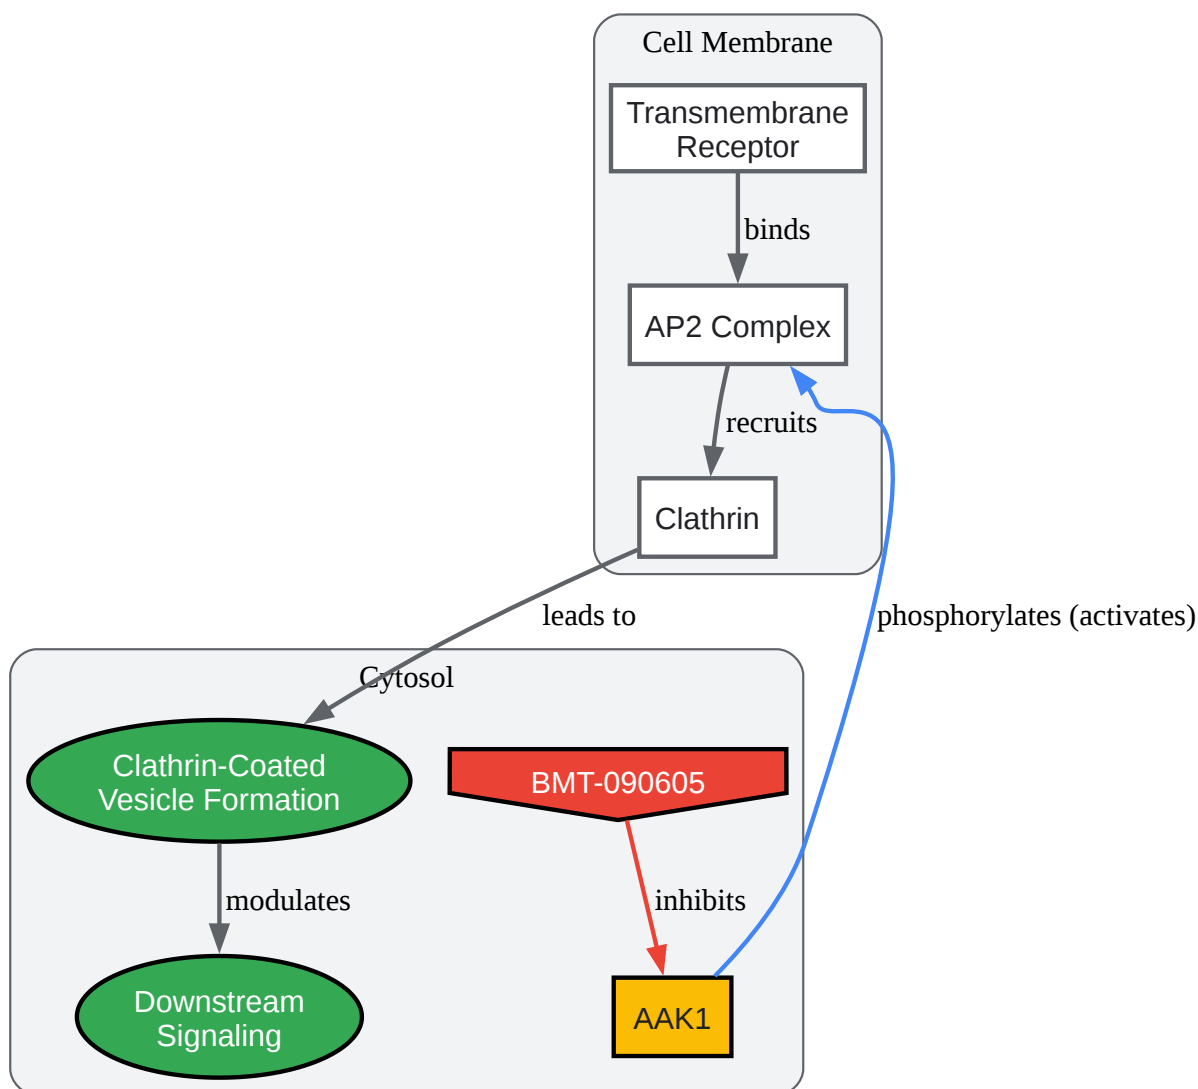 Cell Membrane
Transmembrane
Receptor
binds
AP2 Complex
recruits
Clathrin
leads to
phosphorylates (activates)
Cytosol
Clathrin-Coated
Vesicle Formation
BMT-090605
modulates
inhibits
Downstream
Signaling
AAK1